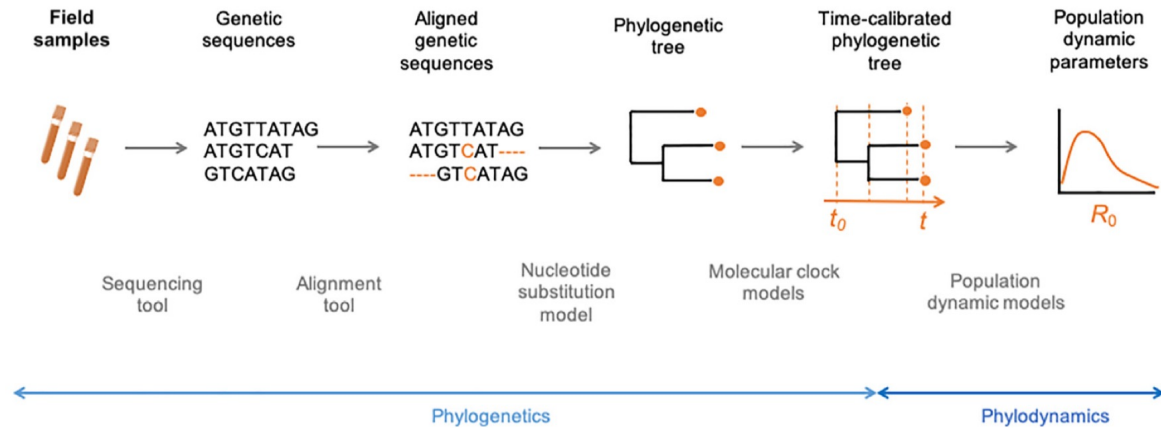 Field
samples
Genetic
sequences
Aligned
genetic
sequences
Phylogenetic
tree
Time-calibrated
phylogenetic
tree
Population
dynamic
parameters
ATGTTATAG
ATGTCAT
GTCATAG
ATGTTATAG
ATGTCAT----
----GTCATAG
t0
t
R0
Sequencing
tool
Alignment
tool
Nucleotide
substitution
model
Molecular clock
models
Population
dynamic models
Phylogenetics
Phylodynamics